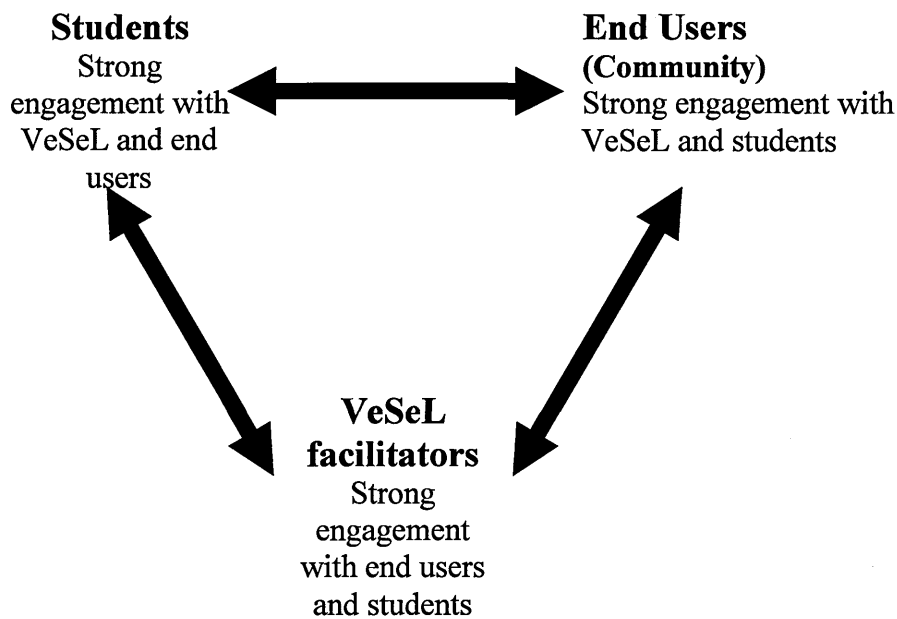 Students
Strong
engagement with
VeSeL and end
users
End Users
(Community)
Strong engagement with
VeSeL and students
VeSeL
facilitators
Strong
engagement
with end users
and students